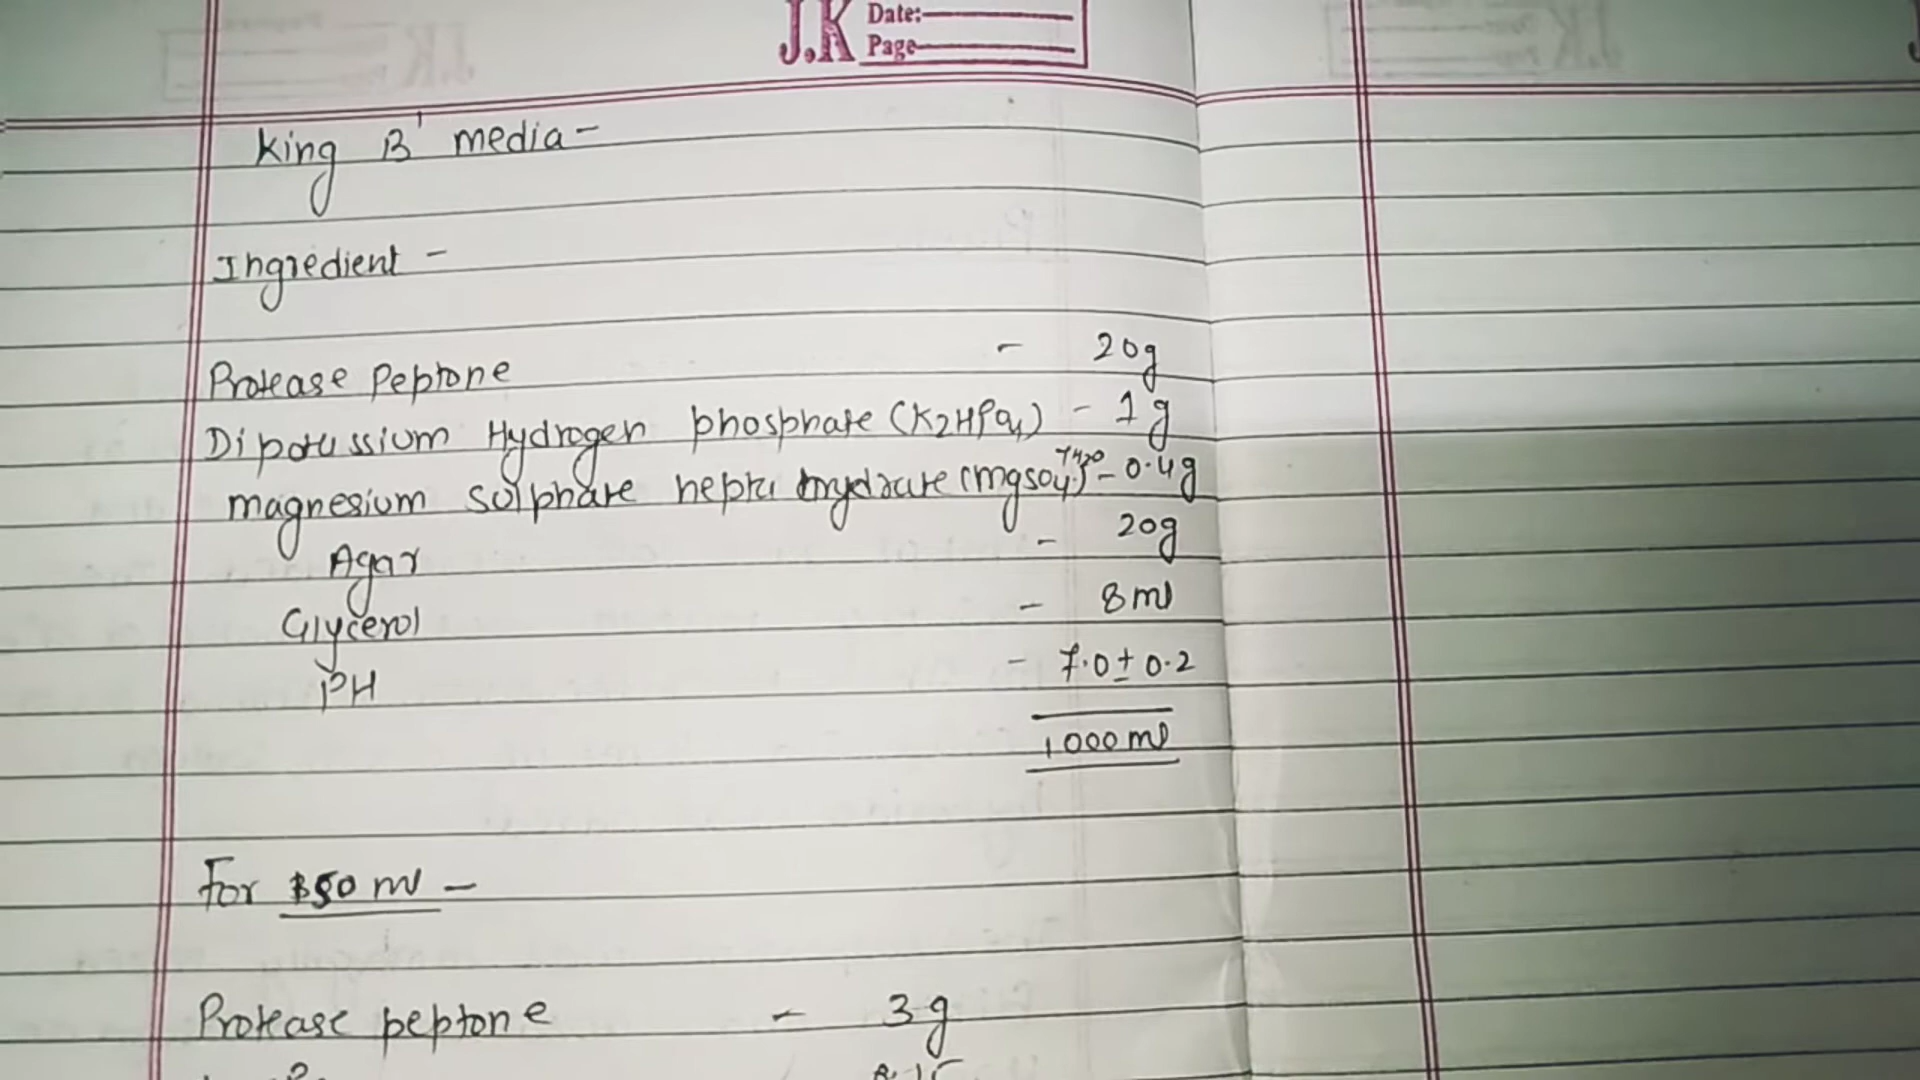 J.K Date:
Page
King B' media -
Ingredient -
Protease Peptone - 20g
Dipotassium Hydrogen phosphate (K2HPO4) - 1g
magnesium sulphate hepta hydrate (mgso4.7H2O) - 0.4g
Agar - 20g
Glycerol - 8ml
PH - 7.0 ± 0.2
1000ml
For 150 ml -
Protease peptone - 3g